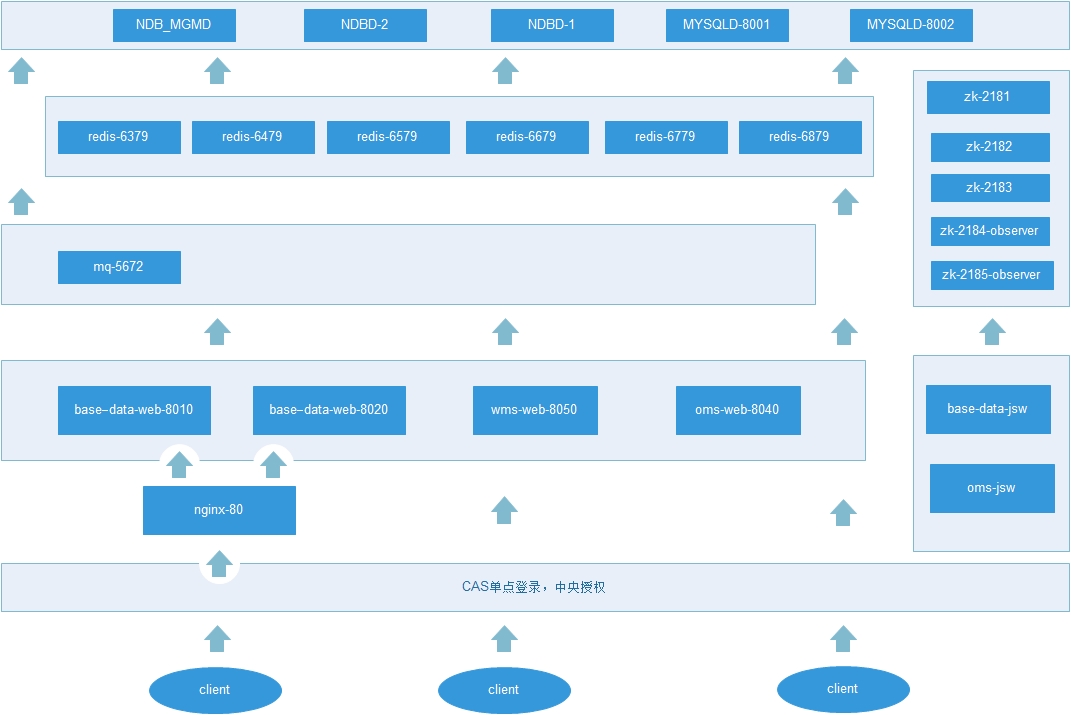 NDB_MGMD
NDBD-2
NDBD-1
MYSQLD-8001
MYSQLD-8002
redis-6379
redis-6479
redis-6579
redis-6679
redis-6779
redis-6879
zk-2181
zk-2182
zk-2183
zk-2184-observer
zk-2185-observer
mq-5672
base–data-web-8010
base–data-web-8020
wms-web-8050
oms-web-8040
base-data-jsw
oms-jsw
nginx-80
CAS单点登录，中央授权
client
client
client